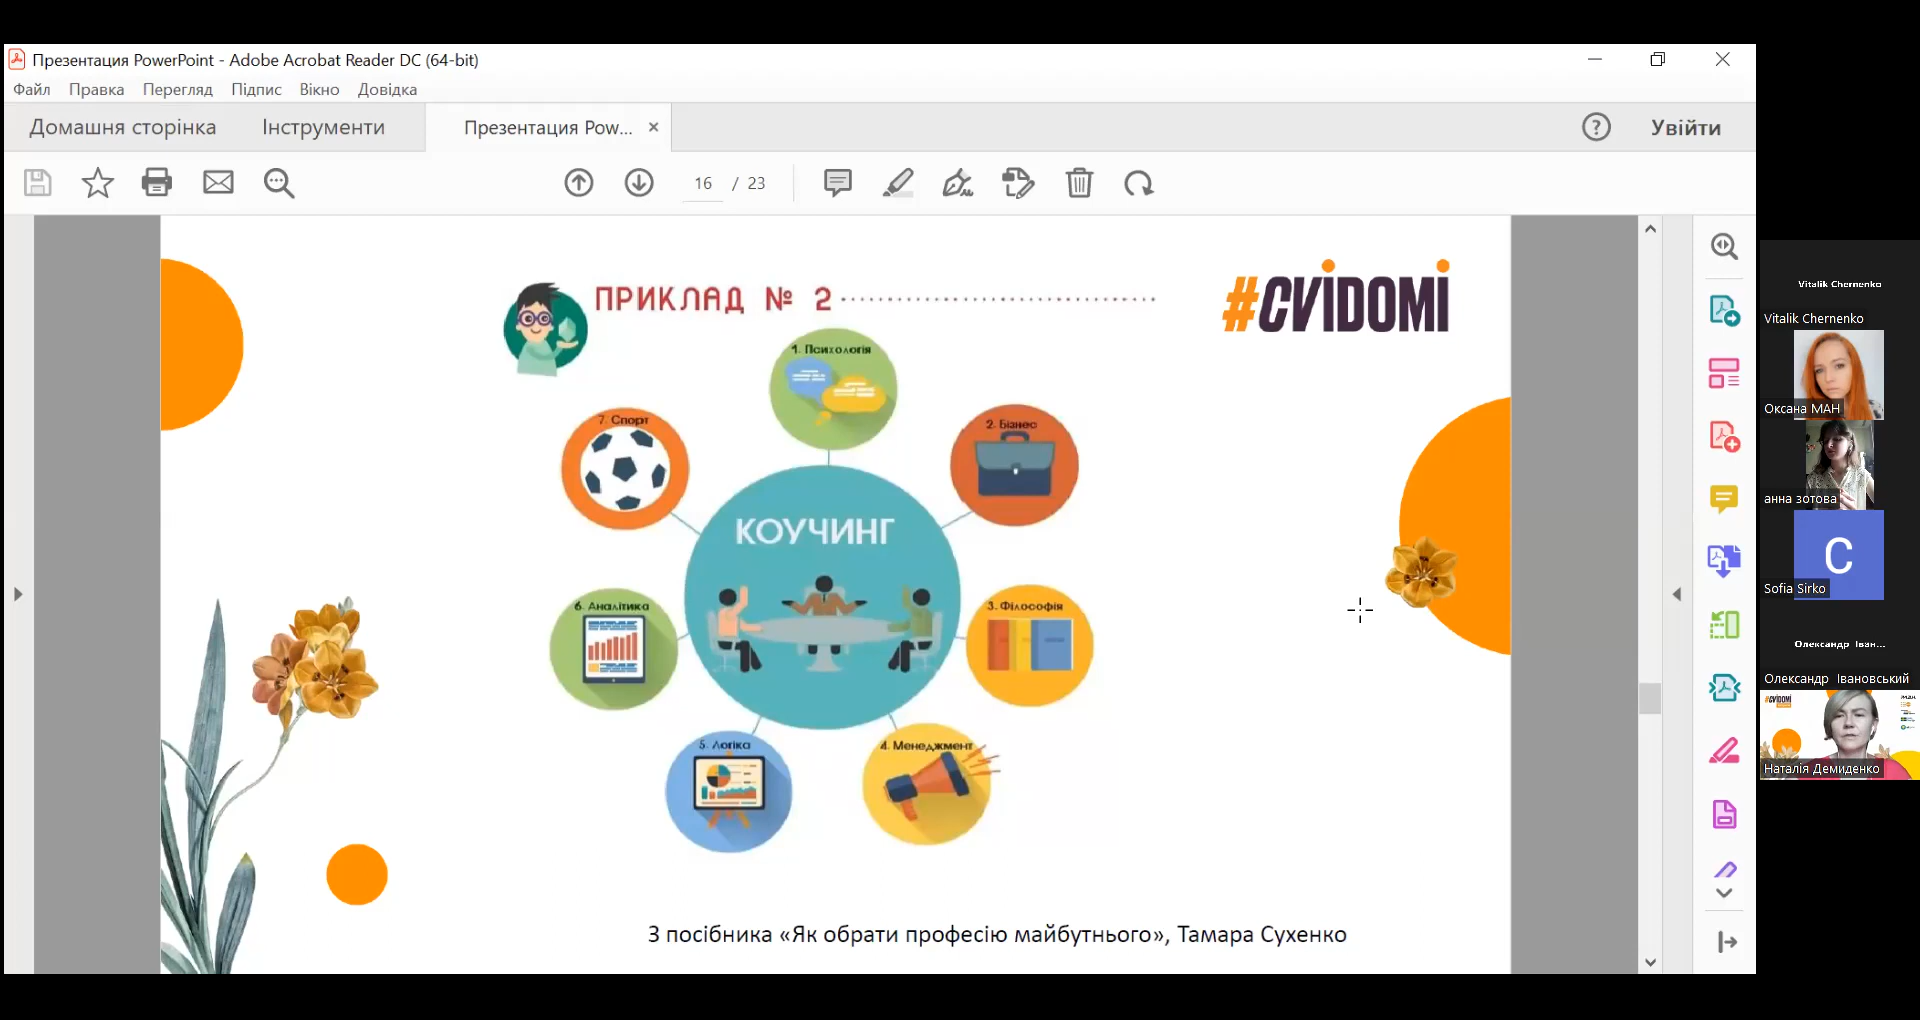 Презентация PowerPoint - Adobe Acrobat Reader DC (64-bit)
Файл Правка Перегляд Підпис Вікно Довідка
Домашня сторінка Інструменти Презентация Pow... × ? Увійти
16 / 23
ПРИКЛАД № 2
#CVIDOMI
1. Психологія
7. Спорт
2. Бізнес
КОУЧИНГ
6. Аналітика
3. Філософія
5. Логіка
4. Менеджмент
З посібника «Як обрати професію майбутнього», Тамара Сухенко
Vitalik Chernenko
Vitalik Chernenko
Оксана МАН
анна зотова
C
Sofia Sirko
Олександр Іван...
Олександр Івановський
#CVIDOMI
Наталія Демиденко